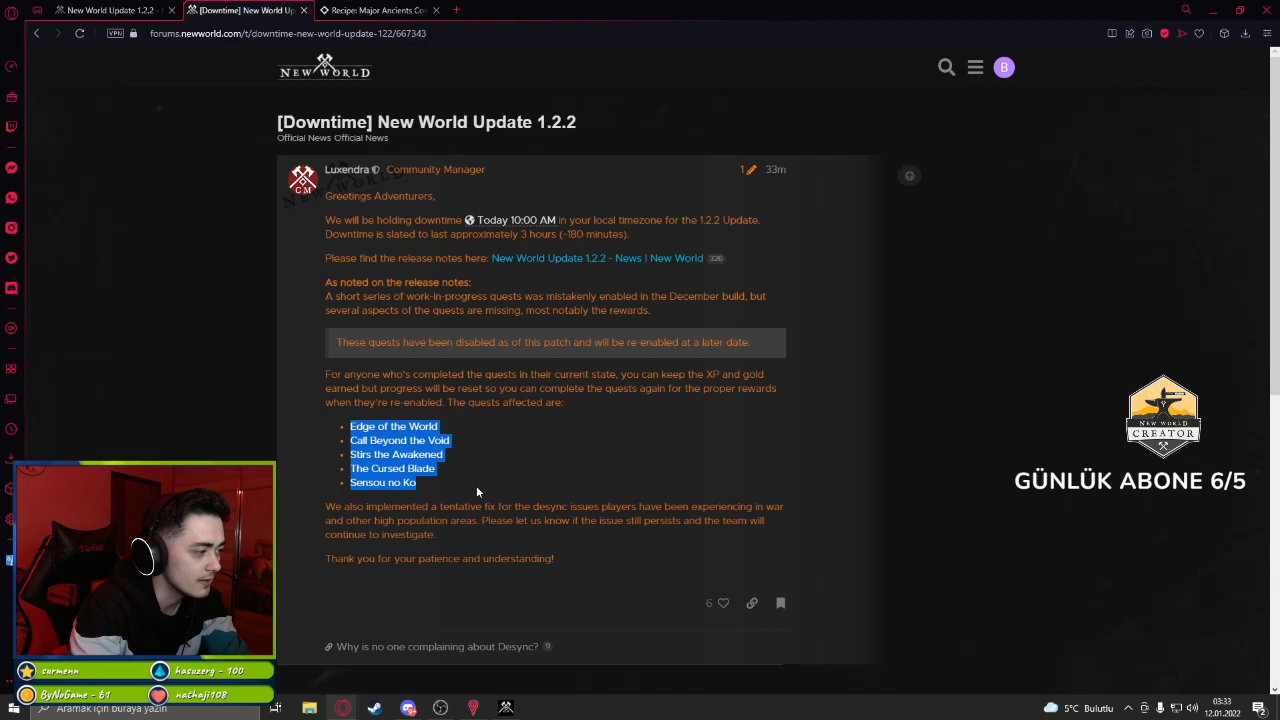 New World Update 1.2.2 -
[Downtime] New World Up
Recipe: Major Ancients Co
VPN
forums.newworld.com/t/downtime-new-world-update-122/667343
NEW WORLD
B
[Downtime] New World Update 1.2.2
Official News Official News
CM
Luxendra Community Manager
1
33m
Greetings Adventurers,
We will be holding downtime Today 10:00 AM in your local timezone for the 1.2.2 Update.
Downtime is slated to last approximately 3 hours (~180 minutes).
Please find the release notes here: New World Update 1.2.2 - News | New World 326
As noted on the release notes:
A short series of work-in-progress quests was mistakenly enabled in the December build, but
several aspects of the quests are missing, most notably the rewards.
These quests have been disabled as of this patch and will be re-enabled at a later date.
For anyone who's completed the quests in their current state, you can keep the XP and gold
earned but progress will be reset so you can complete the quests again for the proper rewards
when they're re-enabled. The quests affected are:
Edge of the World
Call Beyond the Void
Stirs the Awakened
The Cursed Blade
Sensou no Ko
We also implemented a tentative fix for the desync issues players have been experiencing in war
and other high population areas. Please let us know if the issue still persists and the team will
continue to investigate.
Thank you for your patience and understanding!
6
Why is no one complaining about Desync? 9
NEW WORLD
CREATOR
GÜNLÜK ABONE 6/5
surmenn
hasuzerg - 100
ByNoGame - 61
nathaji108
Aramak için buraya yazın
5°C Bulutlu
03:33
12.01.2022
2